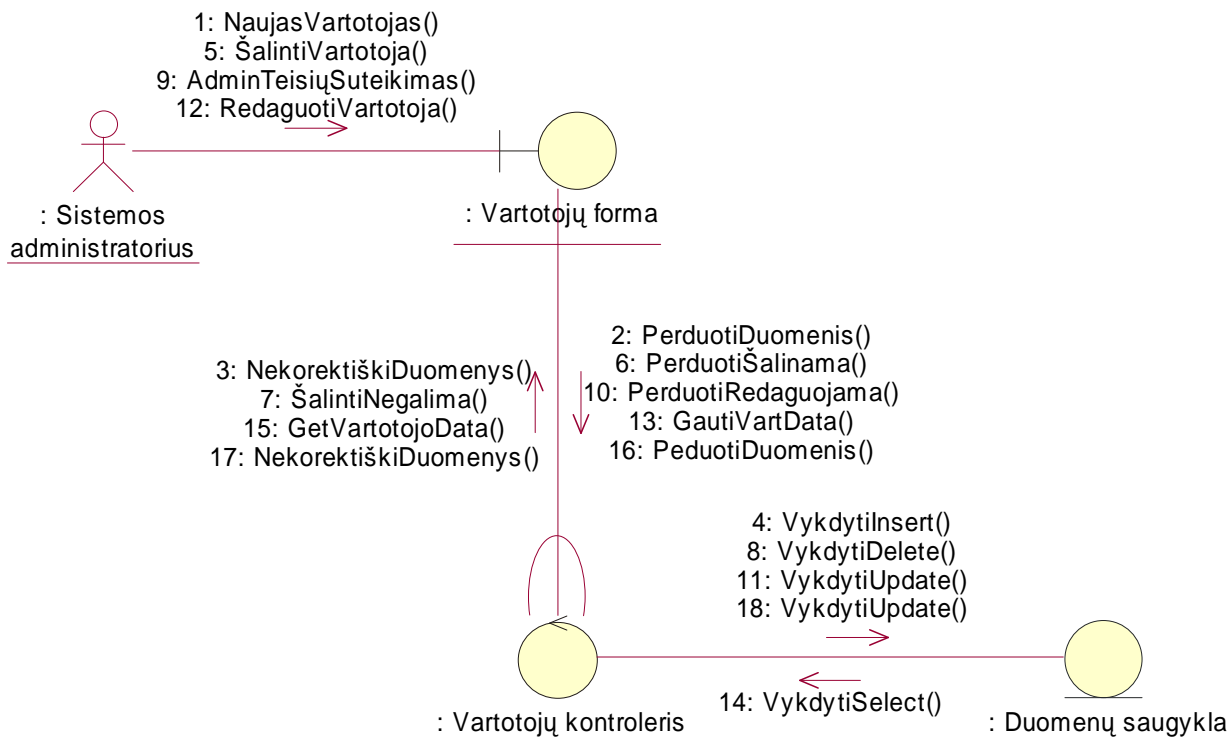 1: NaujasVartotojas()
5: ŠalintiVartotoja()
9: AdminTeisiųSuteikimas()
12: RedaguotiVartotoja()
: Sistemos
administratorius
: Vartotojų forma
3: NekorektiškiDuomenys()
7: ŠalintiNegalima()
15: GetVartotojoData()
17: NekorektiškiDuomenys()
2: PerduotiDuomenis()
6: PerduotiŠalinama()
10: PerduotiRedaguojama()
13: GautiVartData()
16: PeduotiDuomenis()
4: VykdytiInsert()
8: VykdytiDelete()
11: VykdytiUpdate()
18: VykdytiUpdate()
14: VykdytiSelect()
: Vartotojų kontroleris
: Duomenų saugykla